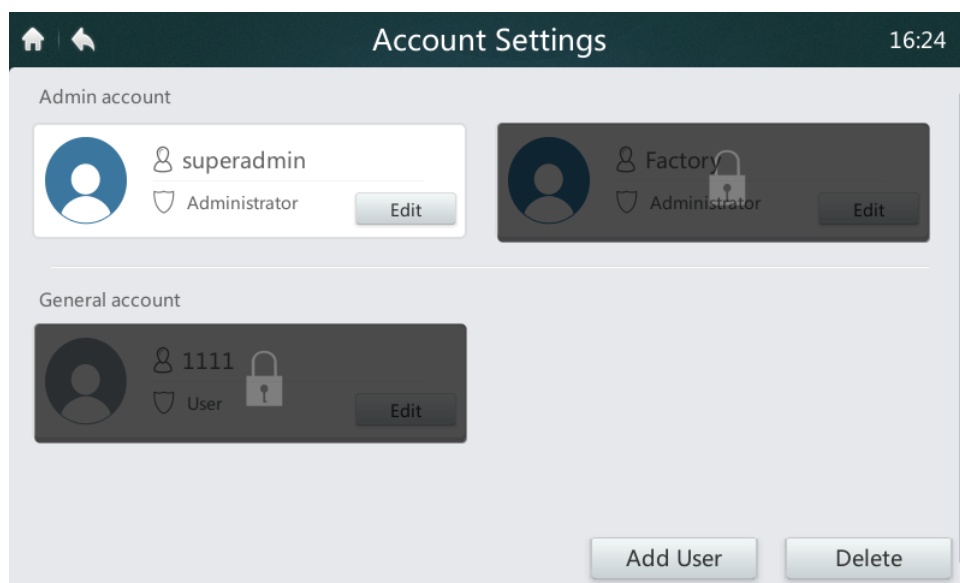 Account Settings
16:24
Admin account
superadmin
Administrator
Edit
Factory
Administrator
Edit
General account
1111
User
Edit
Add User
Delete